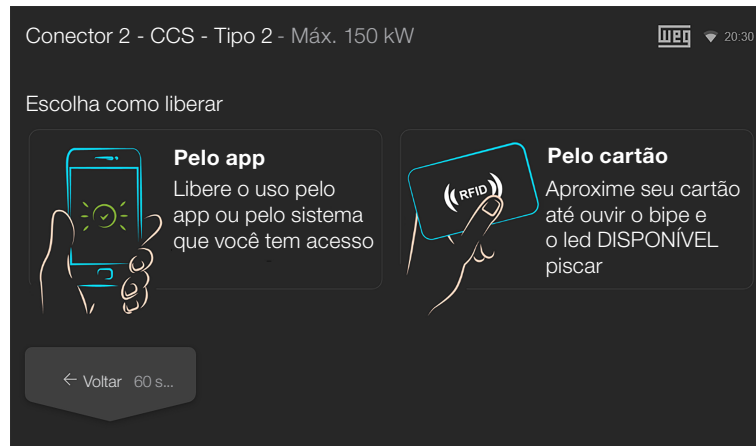 Conector 2 - CCS - Tipo 2 - Máx. 150 kW
weg 20:30
Escolha como liberar
Pelo app
Libere o uso pelo
app ou pelo sistema
que você tem acesso
RFID
Pelo cartão
Aproxime seu cartão
até ouvir o bipe e
o led DISPONÍVEL
piscar
← Voltar 60 s...